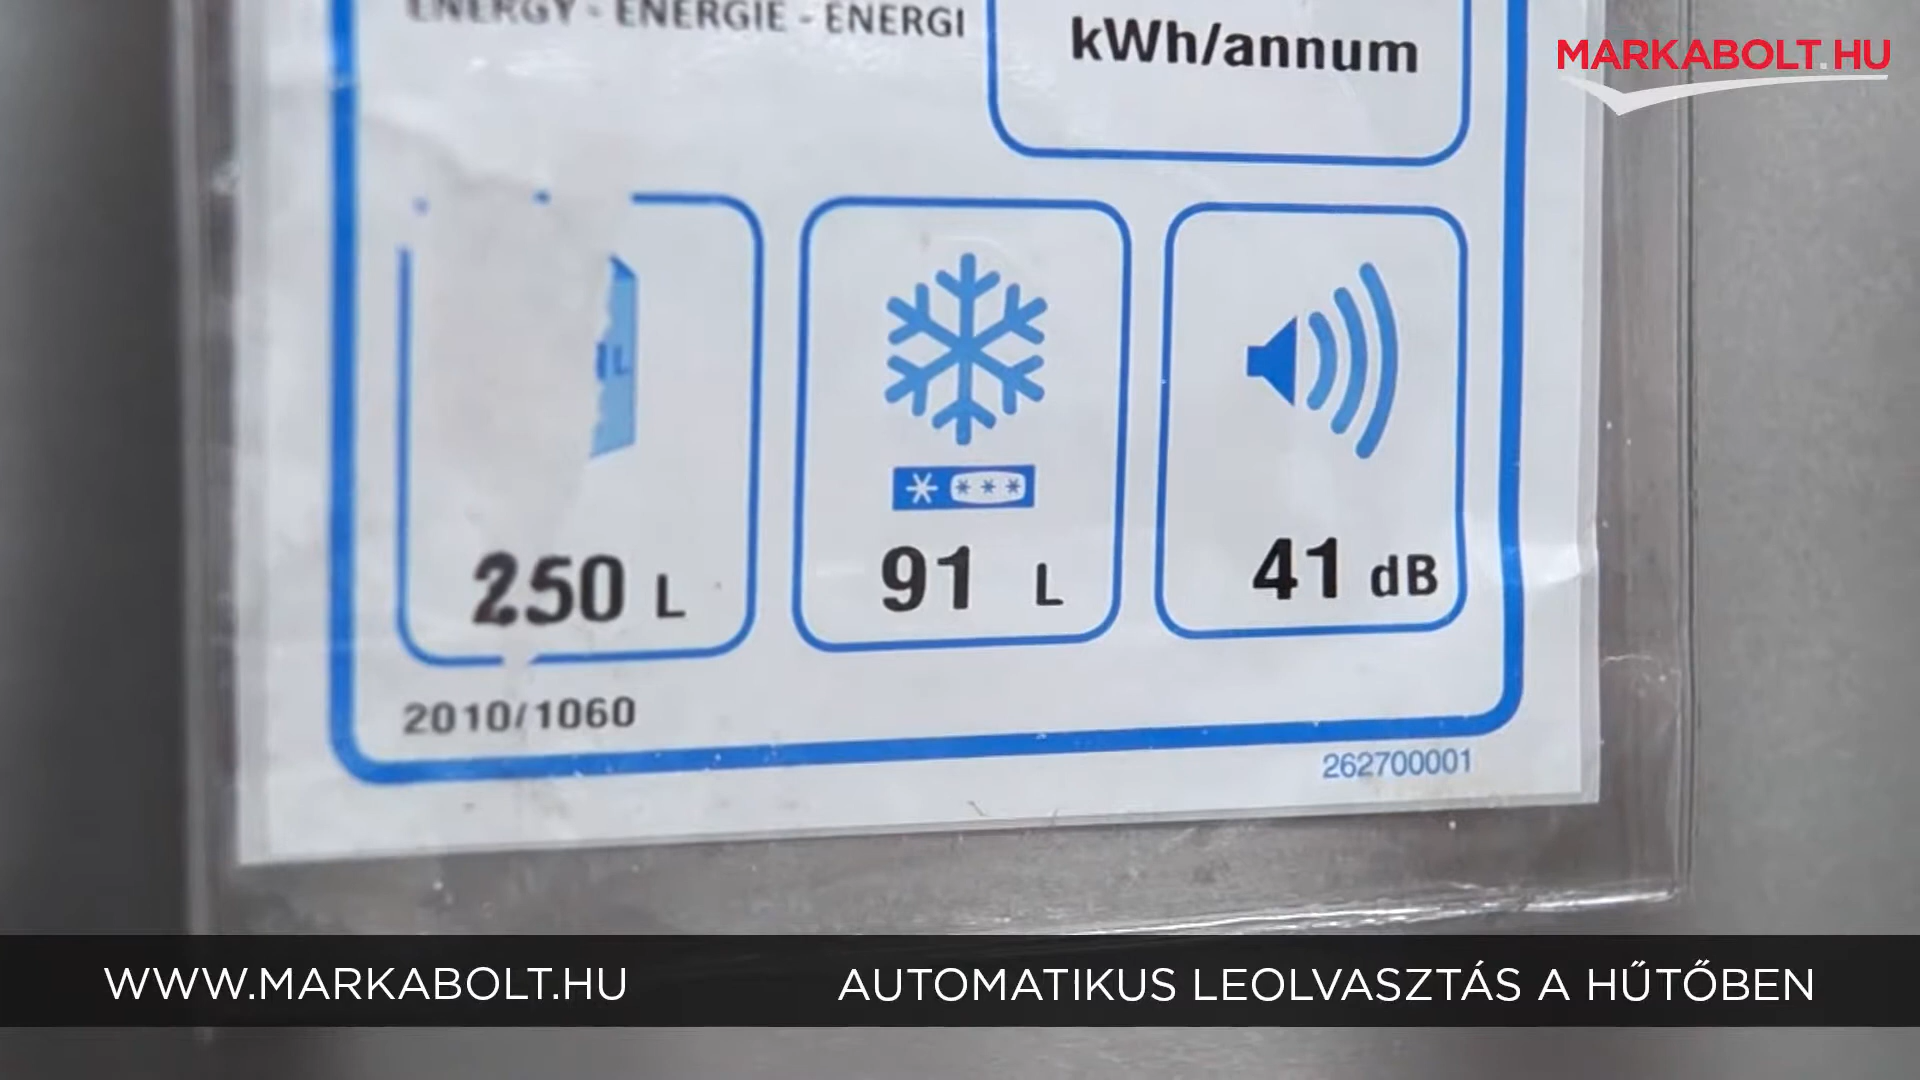 ENERGY - ENERGIE - ENERGI
kWh/annum
MARKABOLT.HU
250 L
91 L
41 dB
2010/1060
262700001
WWW.MARKABOLT.HU
AUTOMATIKUS LEOLVASZTÁS A HŰTŐBEN